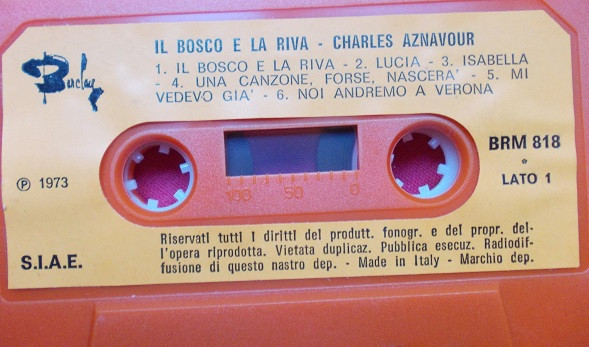 IL BOSCO E LA RIVA - CHARLES AZNAVOUR
Barclay
1. IL BOSCO E LA RIVA - 2. LUCIA - 3. ISABELLA
- 4. UNA CANZONE, FORSE, NASCERA' - 5. MI
VEDEVO GIA' - 6. NOI ANDREMO A VERONA
BRM 818
*
℗ 1973
LATO 1
100 50 0
S.I.A.E.
Riservati tutti i diritti del produtt. fonogr. e del propr. del-
l'opera riprodotta. Vietata duplicaz. Pubblica esecuz. Radiodif-
fusione di questo nastro dep. - Made in Italy - Marchio dep.